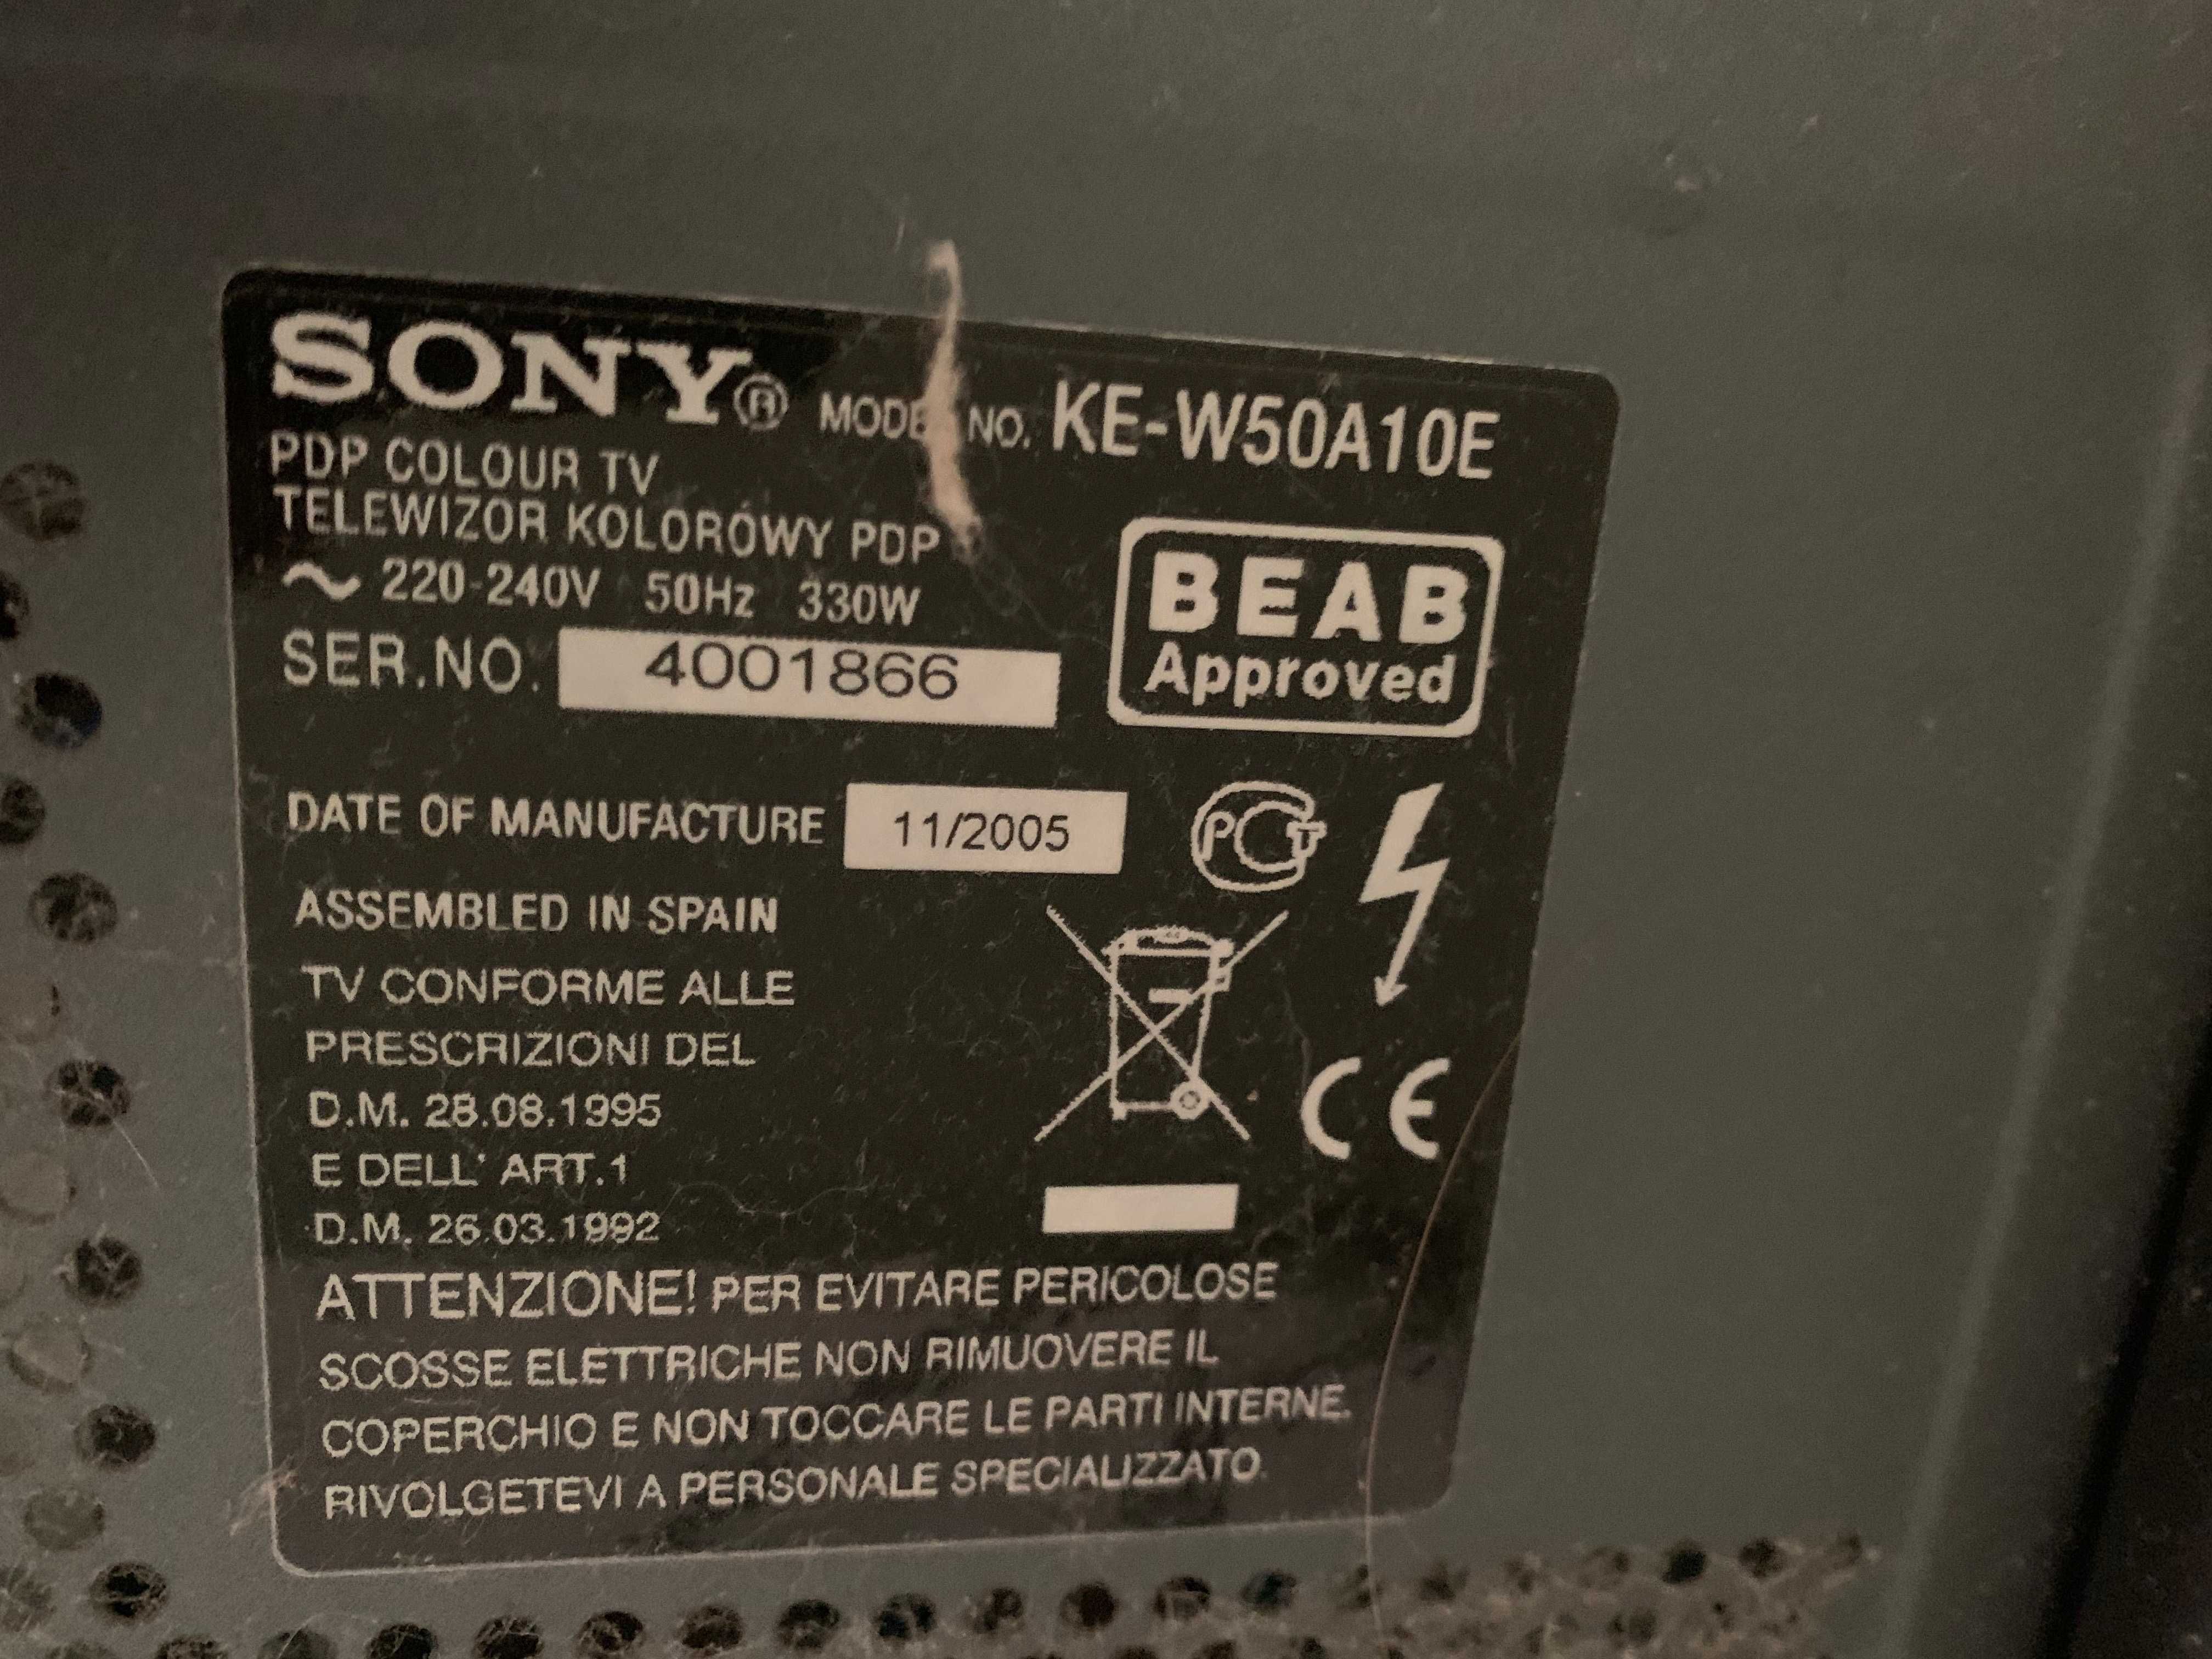 SONY® MODEL NO. KE-W50A10E
PDP COLOUR TV
TELEWIZOR KOLOROWY PDP
~ 220-240V 50Hz 330W
BEAB
Approved
SER.NO. 4001866
DATE OF MANUFACTURE 11/2005
PCT
ASSEMBLED IN SPAIN
TV CONFORME ALLE
PRESCRIZIONI DEL
D.M. 28.08.1995
CE
E DELL' ART.1
D.M. 26.03.1992
ATTENZIONE! PER EVITARE PERICOLOSE
SCOSSE ELETTRICHE NON RIMUOVERE IL
COPERCHIO E NON TOCCARE LE PARTI INTERNE.
RIVOLGETEVI A PERSONALE SPECIALIZZATO.